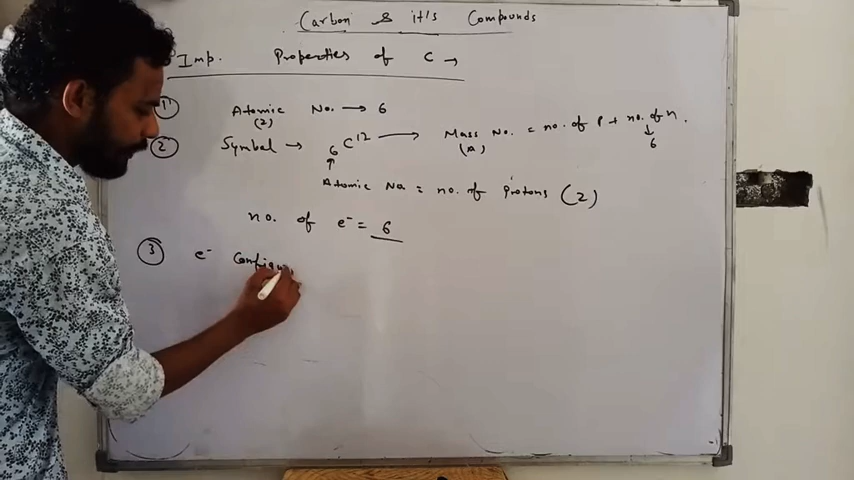 Carbon & it's Compounds
Imp. Properties of C →
① Atomic No. → 6
(Z)
② Symbol → ₆C¹² → Mass No. = no. of P + no. of n.
(A) 6
Atomic No. = no. of Protons (Z)
no. of e⁻ = 6
③ e⁻ Configu